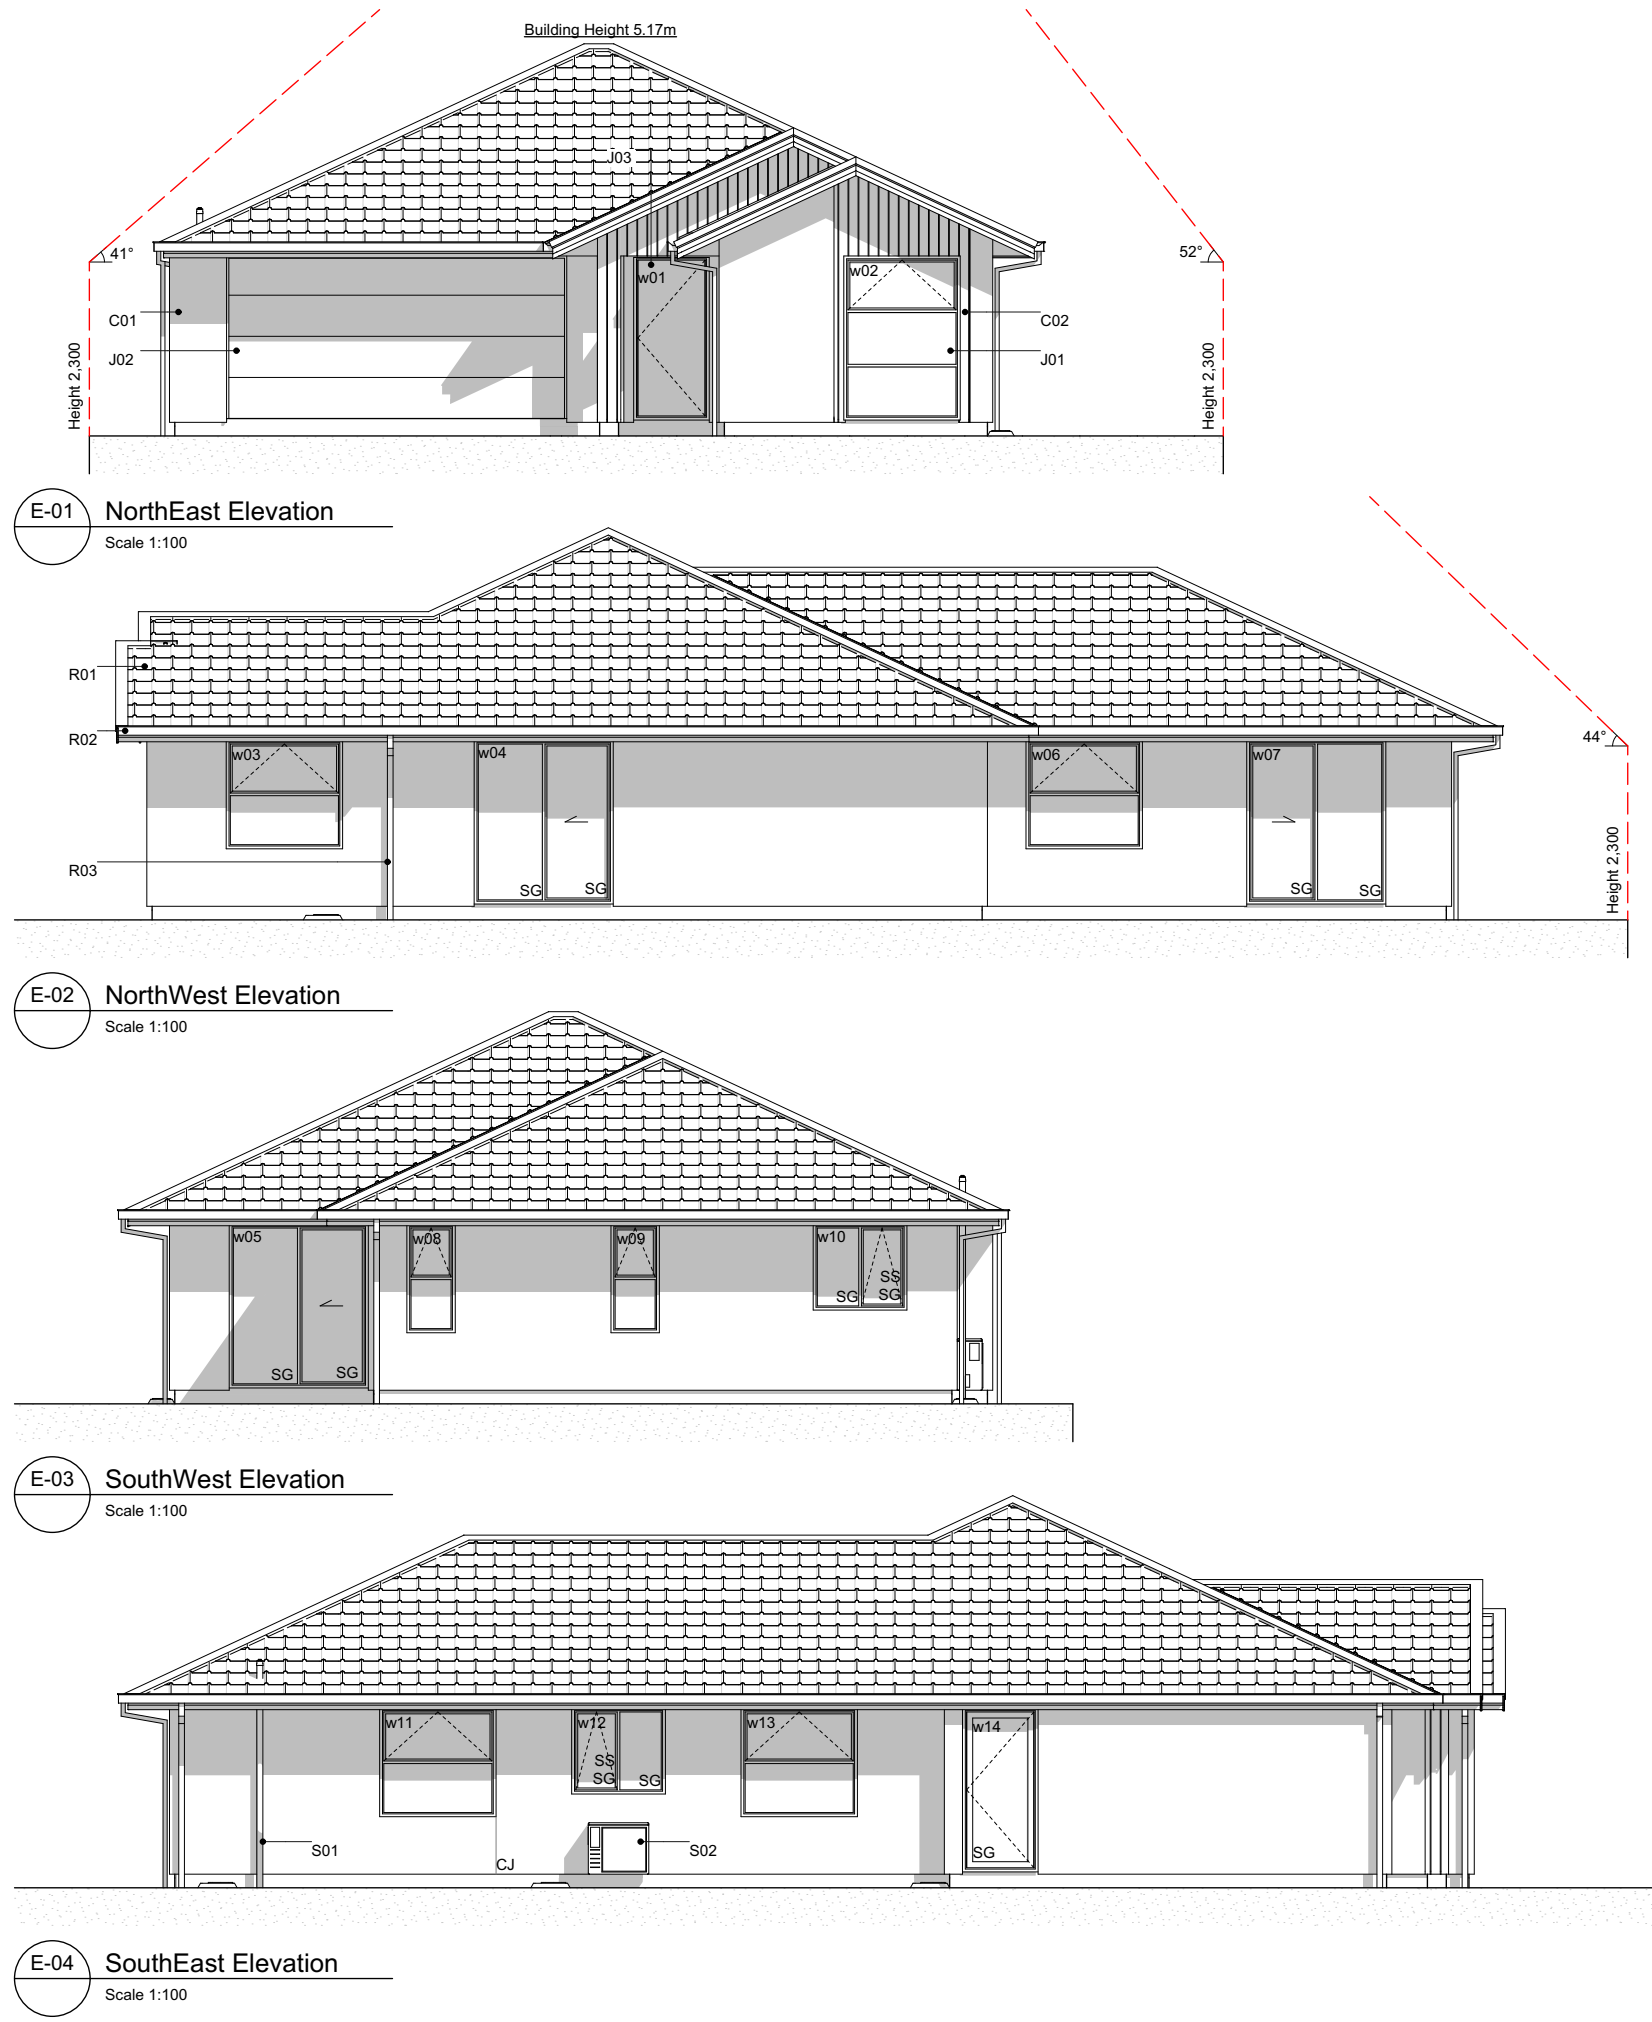 Building Height 5.17m
J03
41°
52°
w01
w02
C01
C02
J02
J01
Height 2,300
Height 2,300
E-01
NorthEast Elevation
Scale 1:100
R01
R02
44°
w03
w04
w06
w07
Height 2,300
R03
SG
SG
SG
SG
E-02
NorthWest Elevation
Scale 1:100
w05
w08
w09
w10
SS
SG
SG
SG
SG
E-03
SouthWest Elevation
Scale 1:100
w11
w12
w13
w14
SS
SG
SG
S01
S02
SG
CJ
E-04
SouthEast Elevation
Scale 1:100